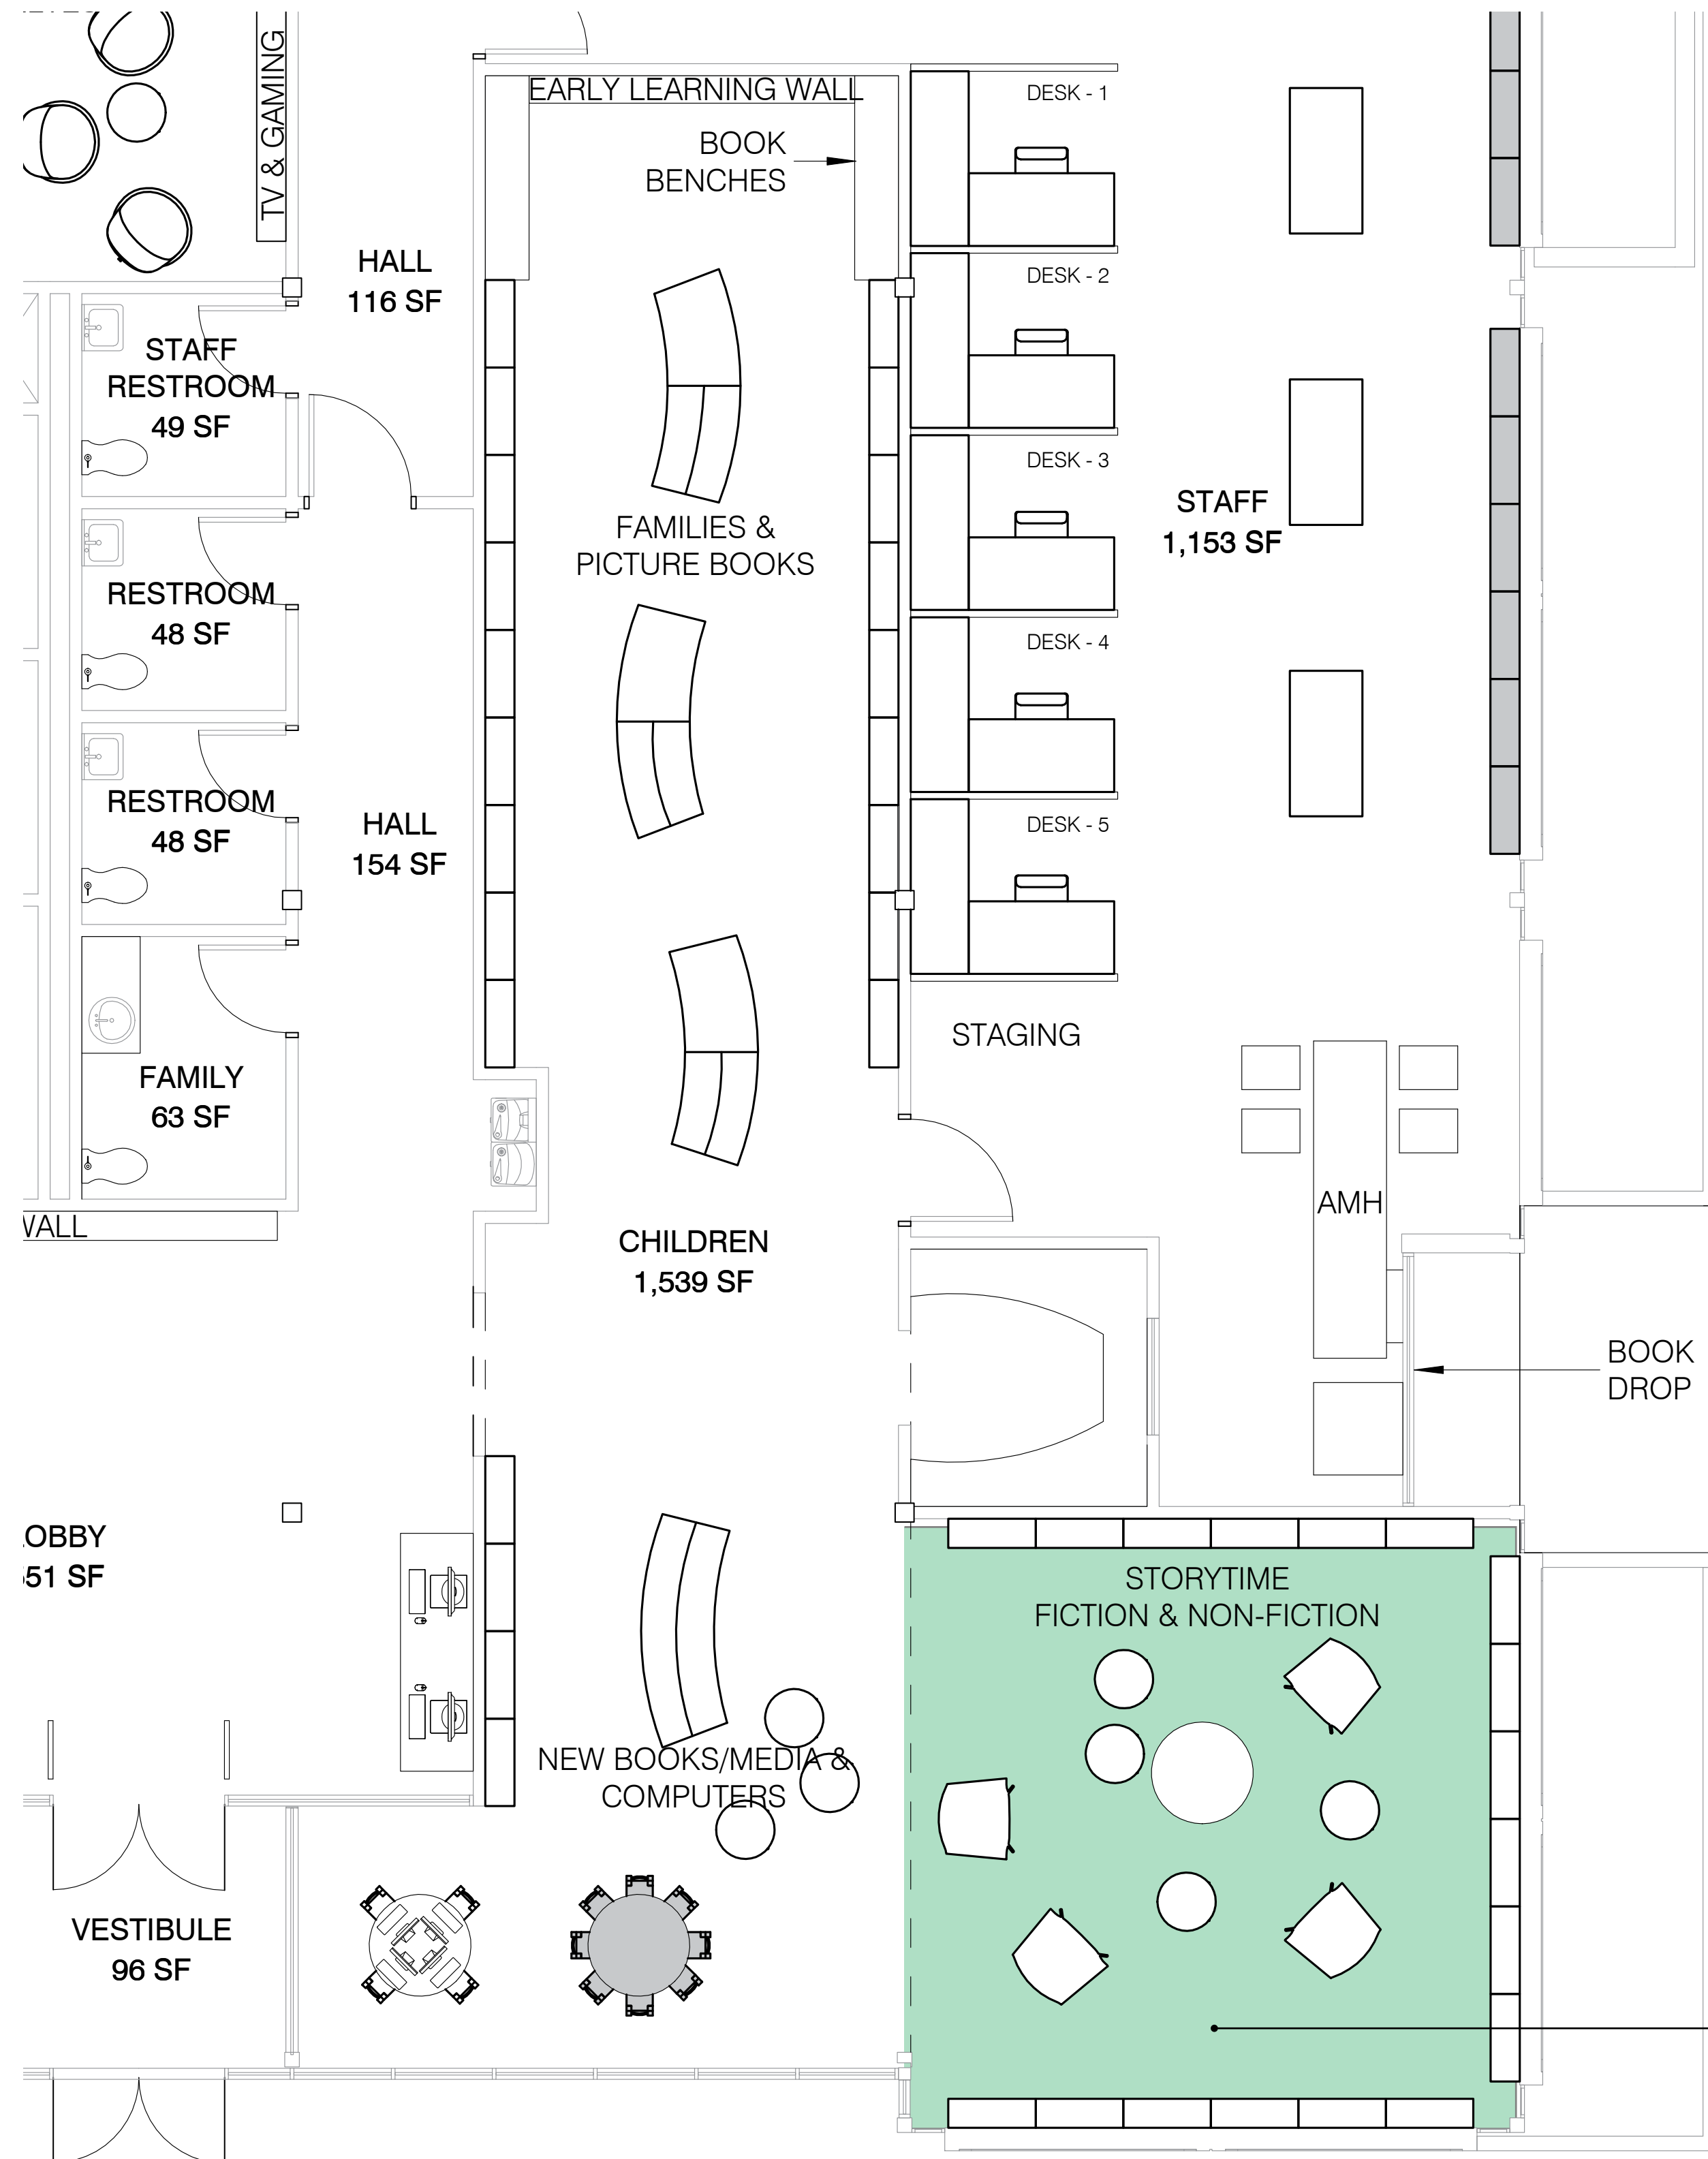 TV & GAMING
EARLY LEARNING WALL
BOOK
BENCHES
DESK - 1
HALL
116 SF
DESK - 2
STAFF
RESTROOM
49 SF
DESK - 3
STAFF
1,153 SF
FAMILIES &
PICTURE BOOKS
RESTROOM
48 SF
DESK - 4
RESTROOM
48 SF
HALL
154 SF
DESK - 5
STAGING
FAMILY
63 SF
AMH
WALL
CHILDREN
1,539 SF
BOOK
DROP
OBBY
51 SF
STORYTIME
FICTION & NON-FICTION
NEW BOOKS/MEDIA &
COMPUTERS
VESTIBULE
96 SF